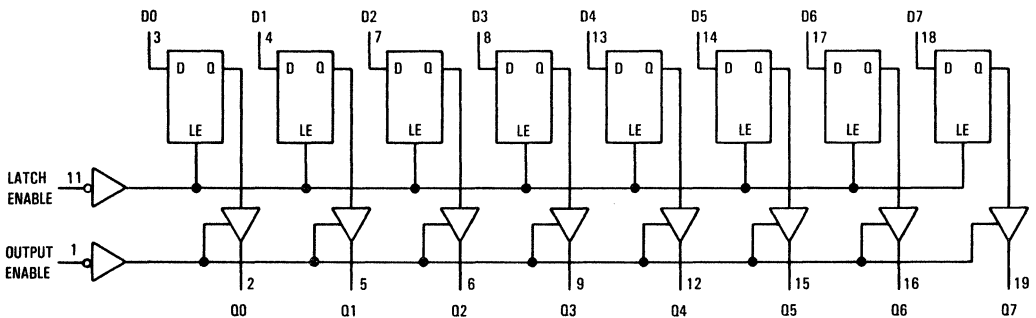 D0 D1 D2 D3 D4 D5 D6 D7
3 4 7 8 13 14 17 18
D Q D Q D Q D Q D Q D Q D Q D Q
LE LE LE LE LE LE LE LE
LATCH ENABLE 11
OUTPUT ENABLE 1
2 5 6 9 12 15 16 19
Q0 Q1 Q2 Q3 Q4 Q5 Q6 Q7